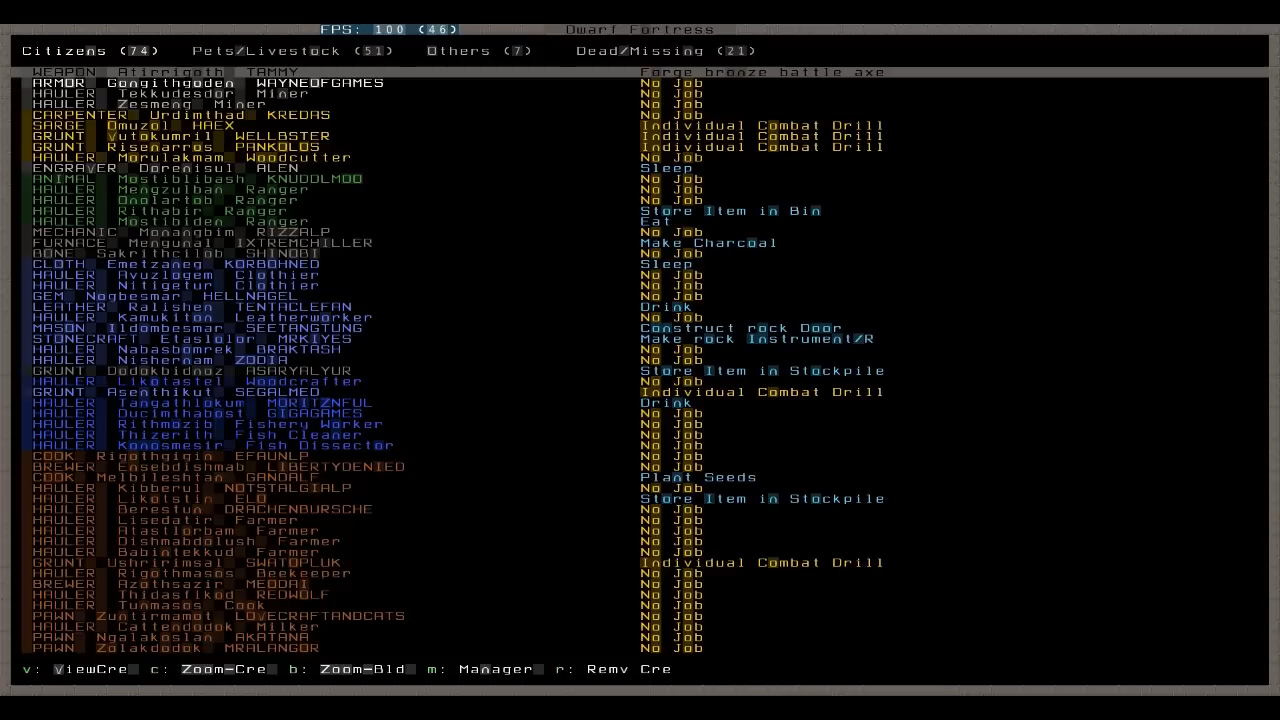 FPS: 100 (46) Dwarf Fortress
Citizens (74) Pets/Livestock (51) Others (7) Dead/Missing (21)
WEAPON Atirrigoth TAMMY Forge bronze battle axe
ARMOR Gongithgoden WAYNEOFGAMES No Job
HAULER Tekkudesdor Miner No Job
HAULER Zesmeng Miner No Job
CARPENTER Urdimthad KREDAS No Job
SARGE Omuzol HAEX Individual Combat Drill
GRUNT Vutokumril WELLBSTER Individual Combat Drill
GRUNT Risenarros PANKOLOS Individual Combat Drill
HAULER Morulakmam Woodcutter No Job
ENGRAVER Dorenisul ALEN Sleep
ANIMAL Mostiblibash KNUDDLMOO No Job
HAULER Mengzulban Ranger No Job
HAULER Onolartob Ranger No Job
HAULER Rithabir Ranger Store Item in Bin
HAULER Mostibiden Ranger Eat
MECHANIC Monangbim RIZZALP No Job
FURNACE Mengunal IXTREMCHILLER Make Charcoal
BONE Sakrithcilob SHINOBI No Job
CLOTH Emetzaneg KORBOHNED Sleep
HAULER Avuzlogem Clothier No Job
HAULER Nitigetur Clothier No Job
GEM Nogbesmar HELLNAGEL No Job
LEATHER Ralishen TENTACLEFAN Drink
HAULER Kamukiton Leatherworker No Job
MASON Ildombesmar SEETANGTUNG Construct rock Door
STONECRAFT Etaslolor MRKIYES Make rock Instrument/R
HAULER Nabasbomrek BRAKTASH No Job
HAULER Nishernam ZODIA No Job
GRUNT Dodokbidnoz ASARYALYUR Store Item in Stockpile
HAULER Likotastel Woodcrafter No Job
GRUNT Asenthikut SEGALMED Individual Combat Drill
HAULER Tangathlokum MORITZNFUL Drink
HAULER Ducimthabost GIGAGAMES No Job
HAULER Rithmozib Fishery Worker No Job
HAULER Thizerith Fish Cleaner No Job
HAULER Konosmesir Fish Dissector No Job
COOK Rigothgigin EFAUNLP No Job
BREWER Ensebdishmab LIBERTYDENIED No Job
COOK Melbileshtan GANDALF Plant Seeds
HAULER Kibberul NOTSTALGIALP No Job
HAULER Likotstin ELO Store Item in Stockpile
HAULER Berestun DRACHENBURSCHE No Job
HAULER Lisedatir Farmer No Job
HAULER Atastlorbam Farmer No Job
HAULER Dishmabdolush Farmer No Job
HAULER Babintekkud Farmer No Job
GRUNT Ushririmsal SWATOPLUK Individual Combat Drill
HAULER Rigothmasos Beekeeper No Job
BREWER Azothsazir MEODAI No Job
HAULER Thidasfikod REDWOLF No Job
HAULER Tunmasos Cook No Job
PAWN Zuntirmamot LOVECRAFTANDCATS No Job
HAULER Cattendodok Milker No Job
PAWN Ngalakoslan AKATANA No Job
PAWN Zolakdodok MRALANGOR No Job
v: ViewCre c: Zoom-Cre b: Zoom-Bld m: Manager r: Remv Cre